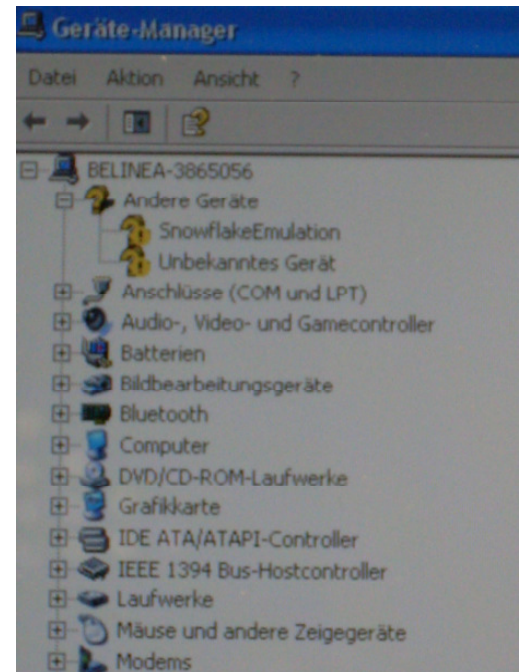 Geräte-Manager
Datei Aktion Ansicht ?
BELINEA-3865056
Andere Geräte
SnowflakeEmulation
Unbekanntes Gerät
Anschlüsse (COM und LPT)
Audio-, Video- und Gamecontroller
Batterien
Bildbearbeitungsgeräte
Bluetooth
Computer
DVD/CD-ROM-Laufwerke
Grafikkarte
IDE ATA/ATAPI-Controller
IEEE 1394 Bus-Hostcontroller
Laufwerke
Mäuse und andere Zeigegeräte
Modems